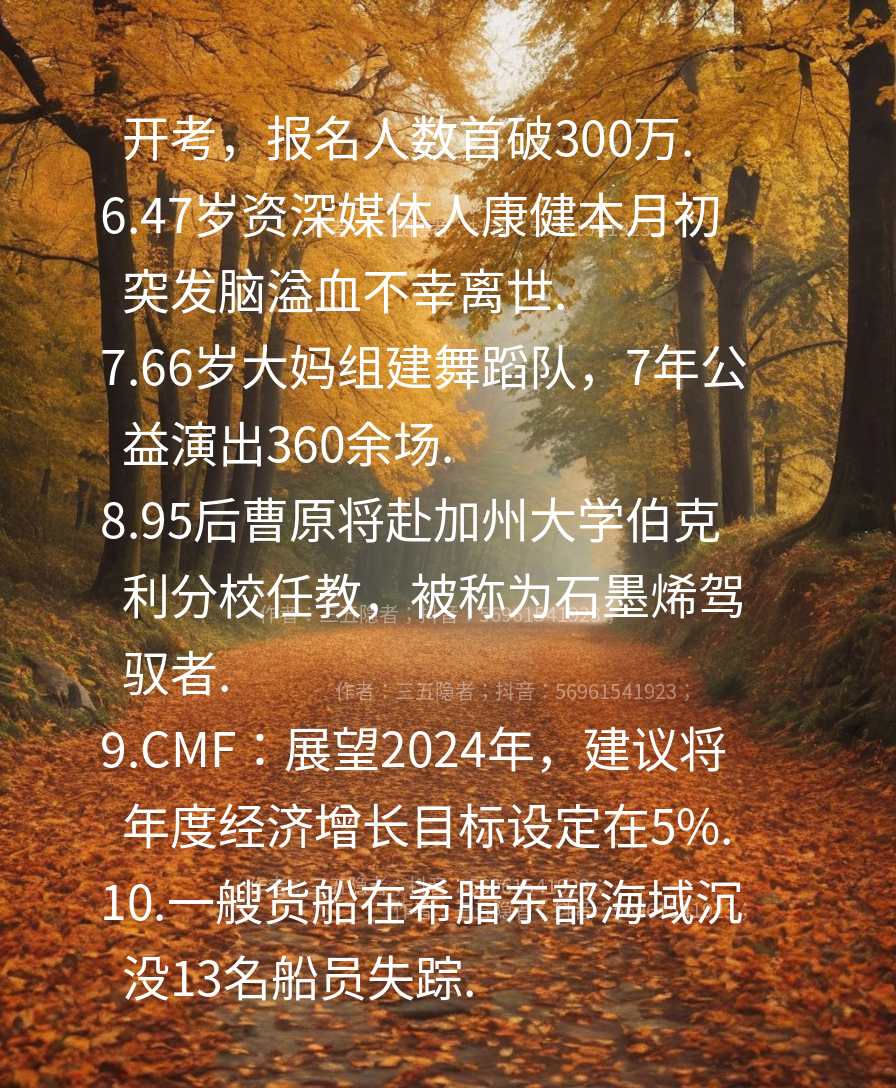 开考，报名人数首破300万.
6.47岁资深媒体人康健本月初
突发脑溢血不幸离世.
7.66岁大妈组建舞蹈队，7年公
益演出360余场.
8.95后曹原将赴加州大学伯克
利分校任教，被称为石墨烯驾
驭者.
作者：三五隐者；抖音：56961541923；
9.CMF：展望2024年，建议将
年度经济增长目标设定在5%.
10.一艘货船在希腊东部海域沉
没13名船员失踪.